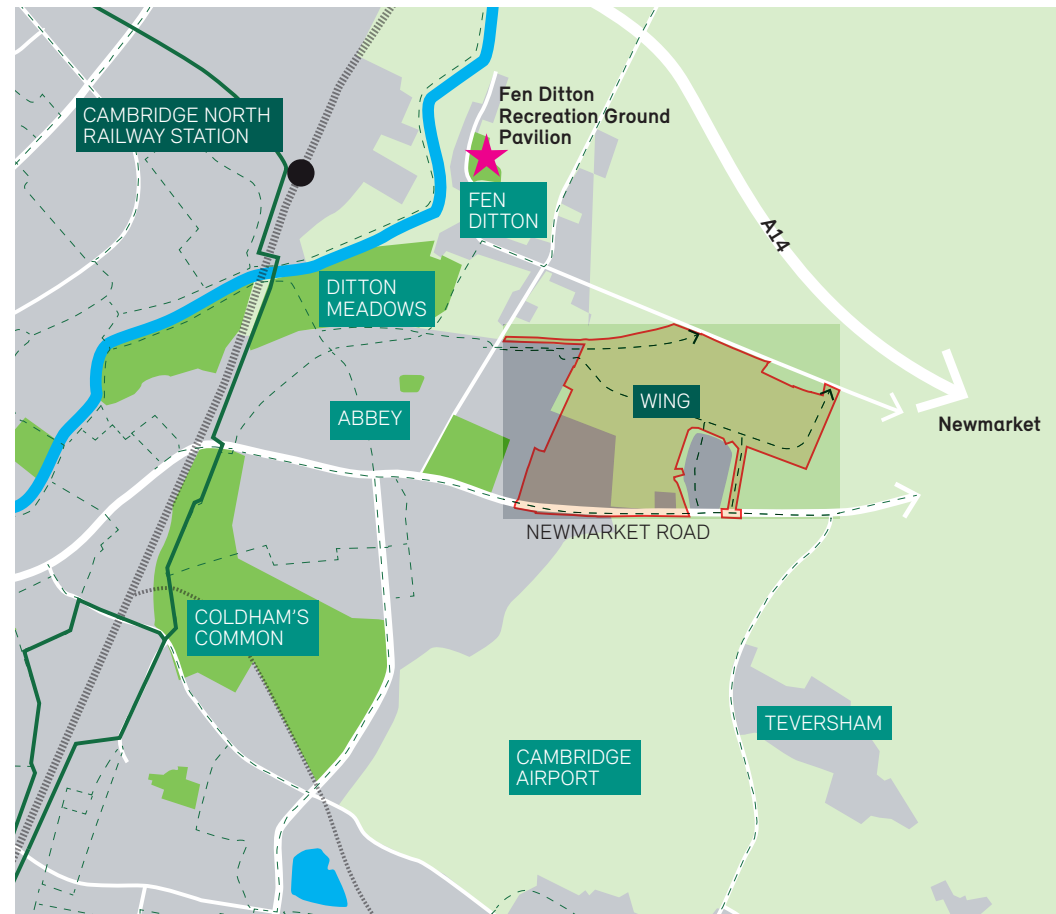 Fen Ditton
Recreation Ground
Pavilion
CAMBRIDGE NORTH
RAILWAY STATION
FEN
DITTON
A14
DITTON
MEADOWS
WING
ABBEY
Newmarket
NEWMARKET ROAD
COLDHAM'S
COMMON
TEVERSHAM
CAMBRIDGE
AIRPORT